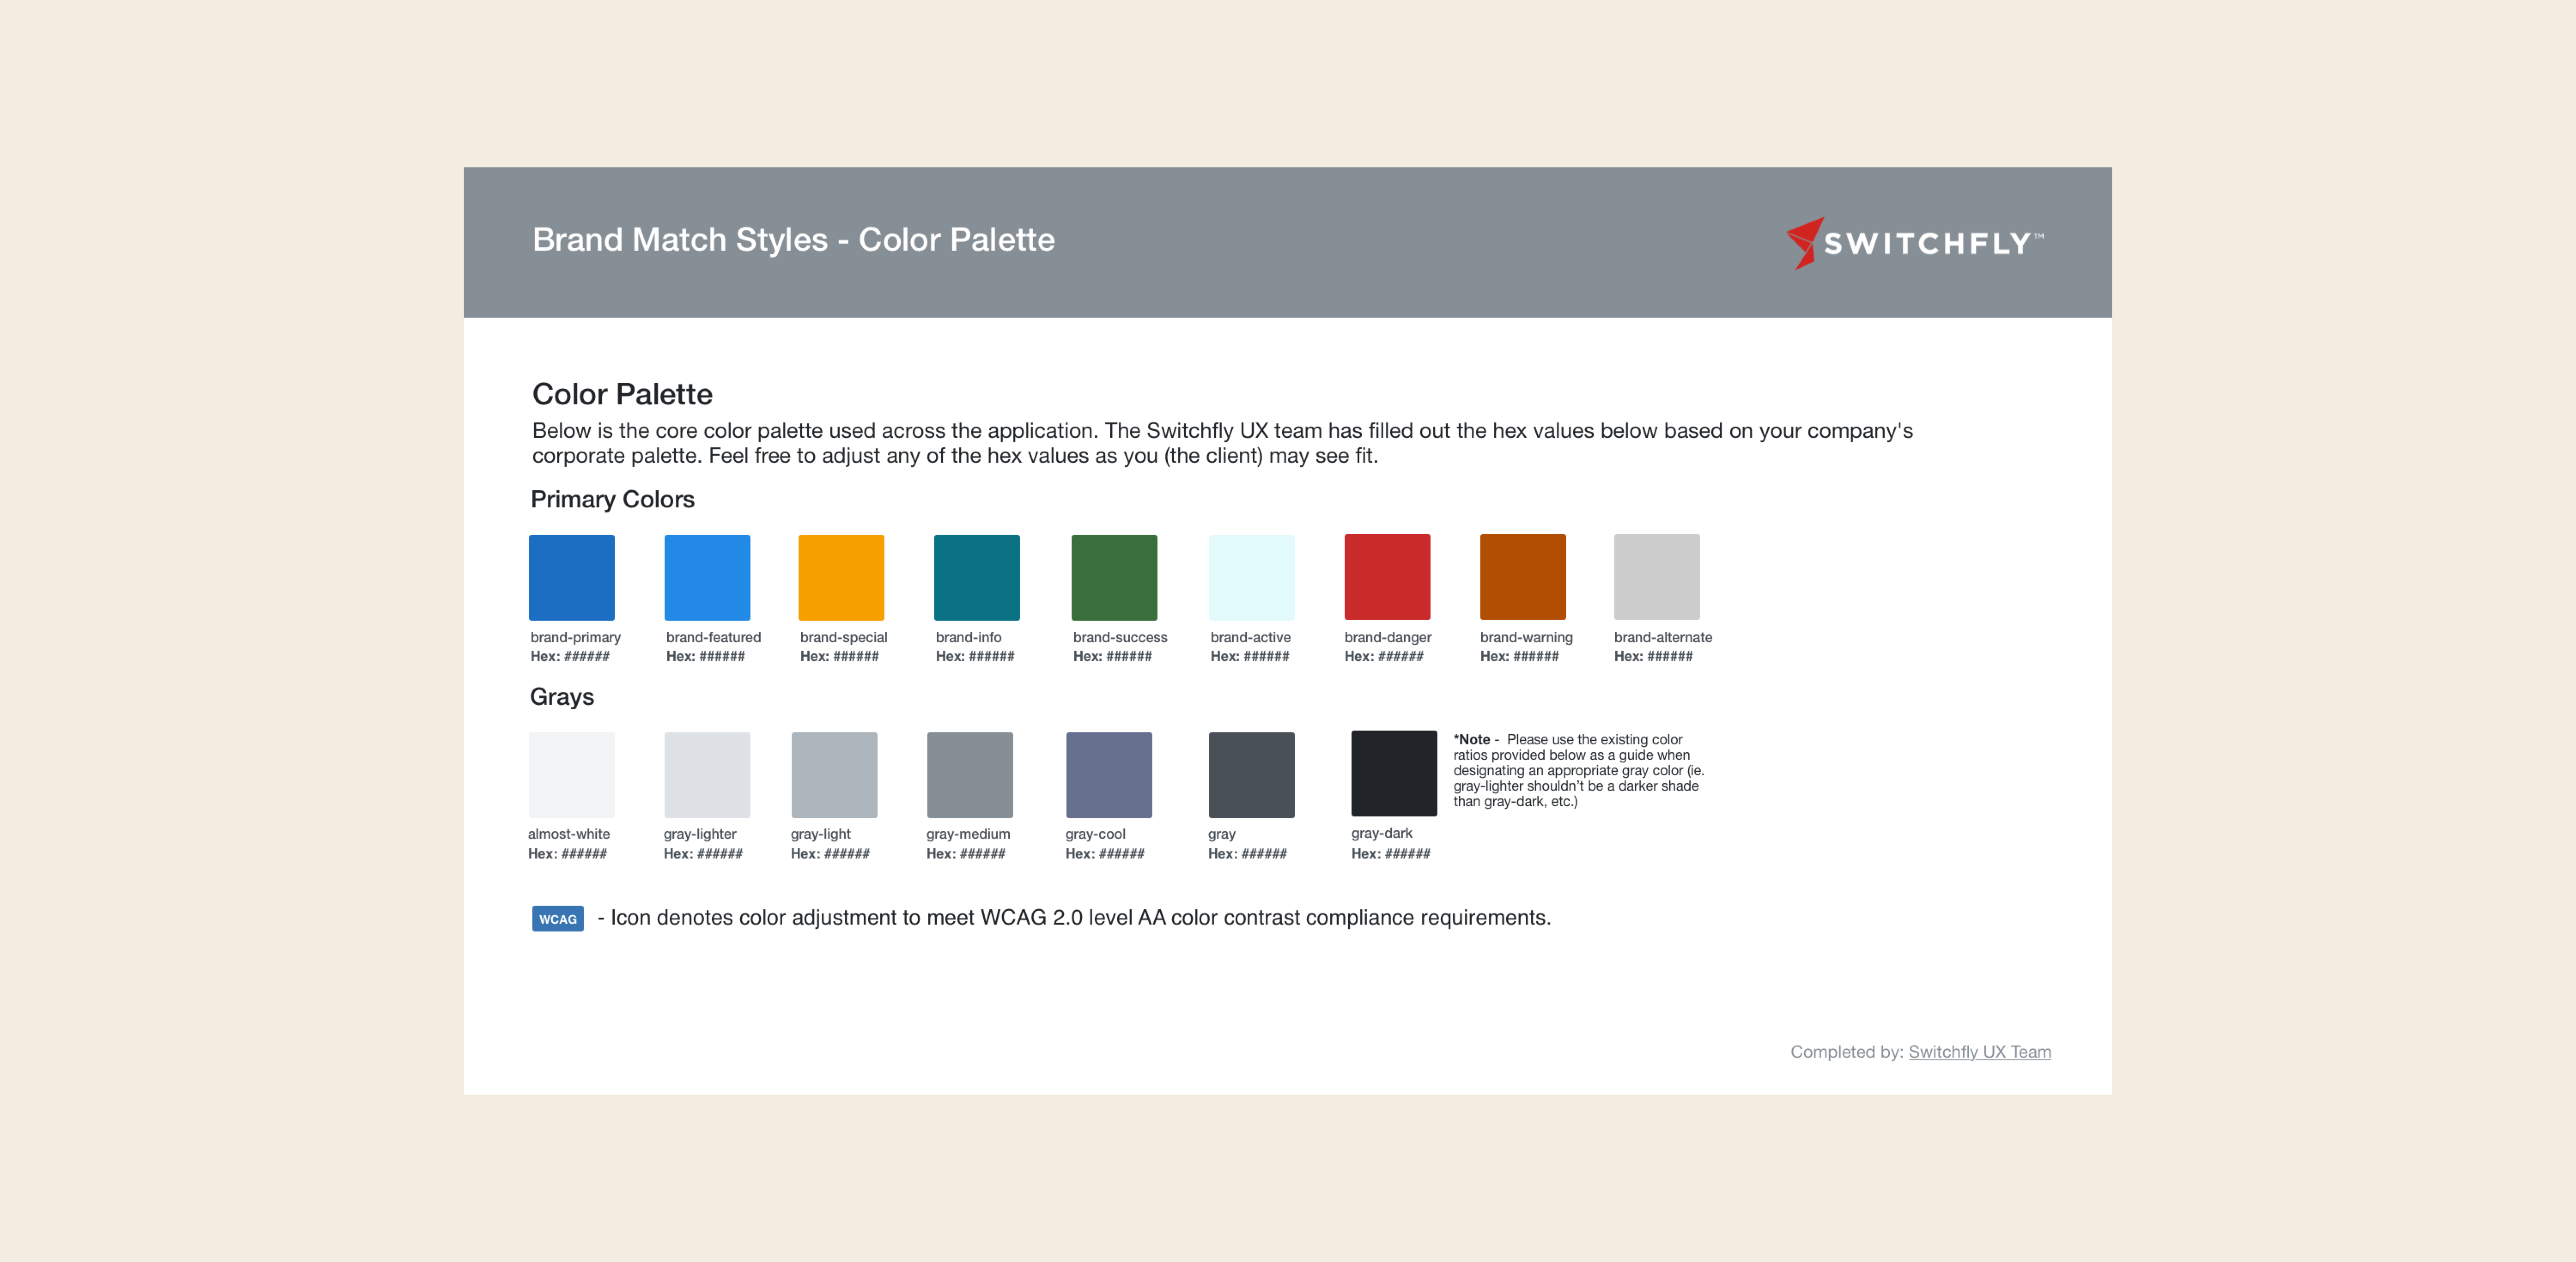 Brand Match Styles - Color Palette
SWITCHFLY™
Color Palette
Below is the core color palette used across the application. The Switchfly UX team has filled out the hex values below based on your company's
corporate palette. Feel free to adjust any of the hex values as you (the client) may see fit.
Primary Colors
brand-primary
Hex: ######
brand-featured
Hex: ######
brand-special
Hex: ######
brand-info
Hex: ######
brand-success
Hex: ######
brand-active
Hex: ######
brand-danger
Hex: ######
brand-warning
Hex: ######
brand-alternate
Hex: ######
Grays
almost-white
Hex: ######
gray-lighter
Hex: ######
gray-light
Hex: ######
gray-medium
Hex: ######
gray-cool
Hex: ######
gray
Hex: ######
gray-dark
Hex: ######
*Note - Please use the existing color
ratios provided below as a guide when
designating an appropriate gray color (ie.
gray-lighter shouldn't be a darker shade
than gray-dark, etc.)
WCAG - Icon denotes color adjustment to meet WCAG 2.0 level AA color contrast compliance requirements.
Completed by: Switchfly UX Team